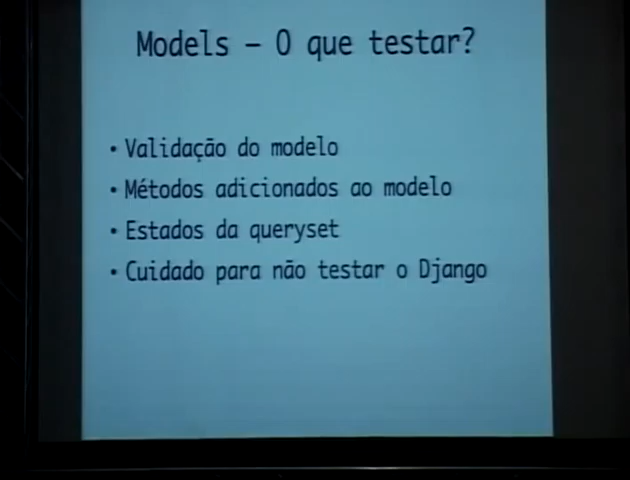 Models – O que testar?
• Validação do modelo
• Métodos adicionados ao modelo
• Estados da queryset
• Cuidado para não testar o Django